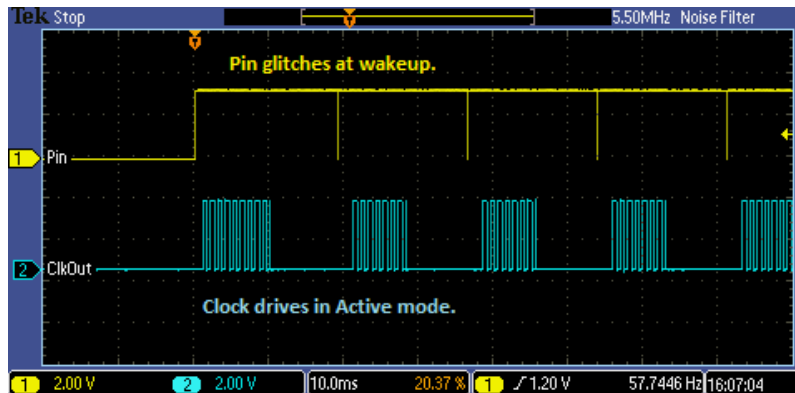 Tek Stop 5.50MHz Noise Filter
T
T
Pin glitches at wakeup.
1 Pin
2 ClkOut
Clock drives in Active mode.
1 2.00 V 2 2.00 V 10.0ms 20.37 % 1 1.20 V 57.7446 Hz 16:07:04